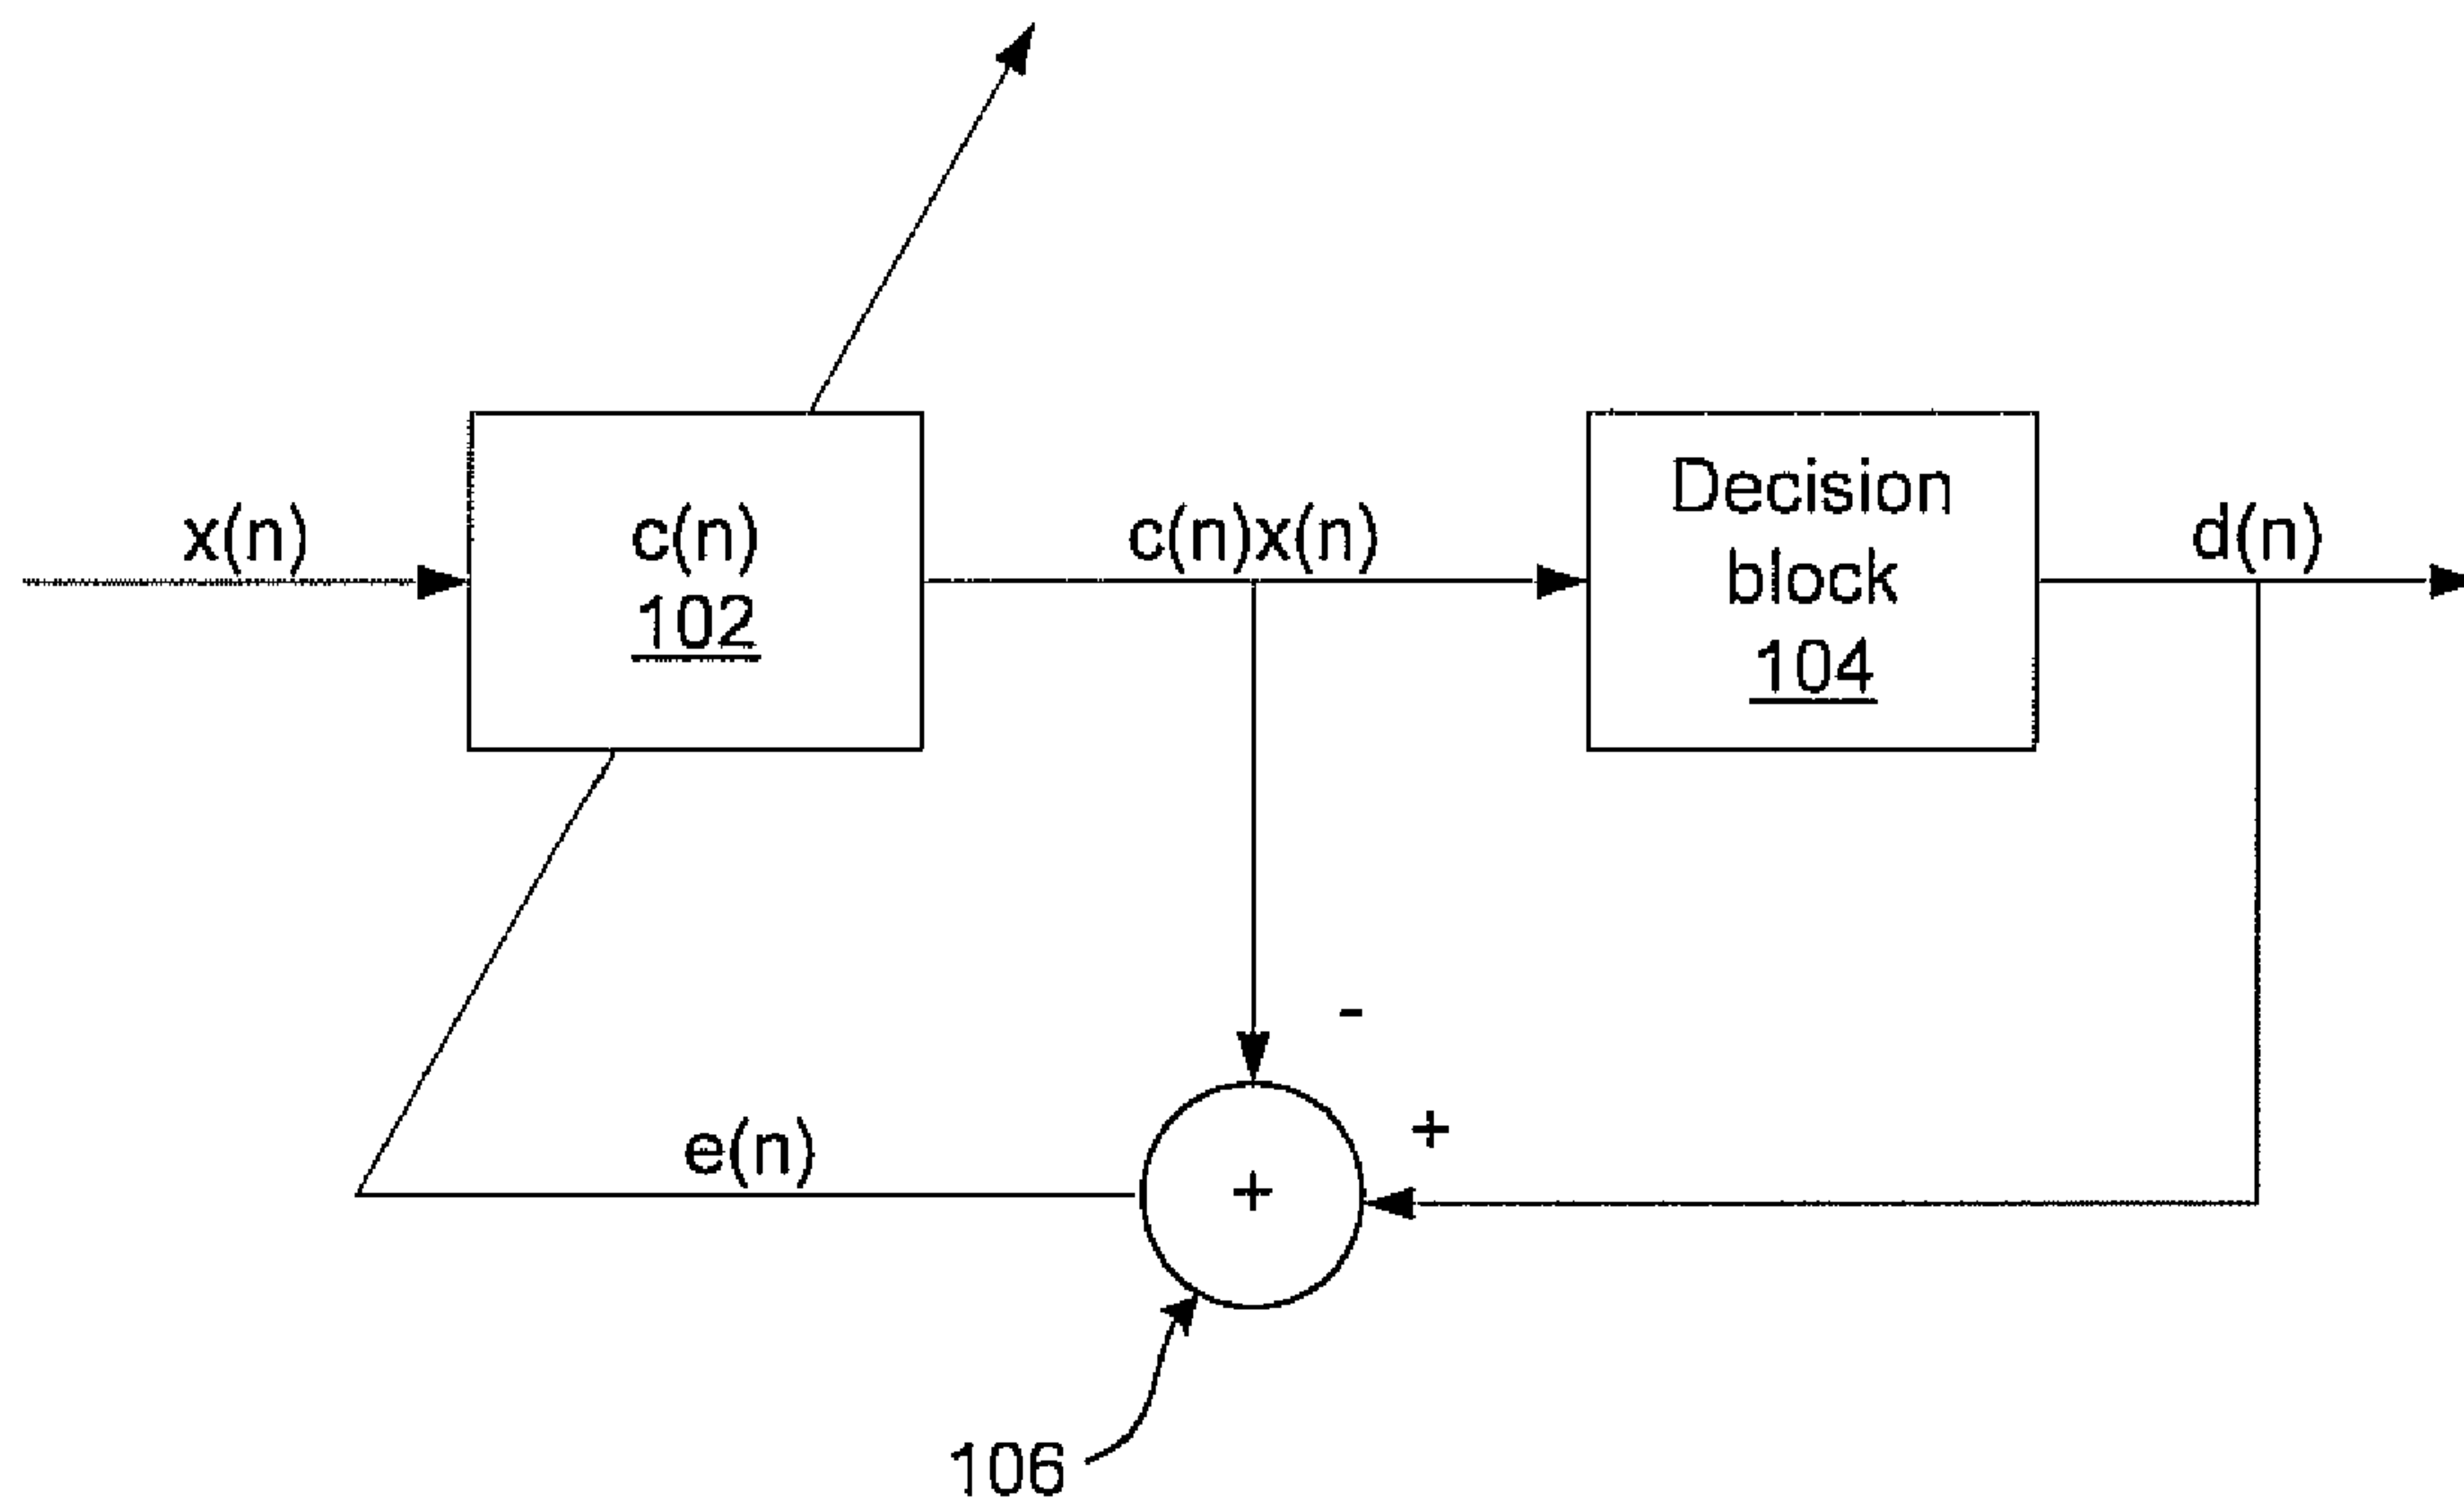 x(n)
c(n)
102
c(n)x(n)
Decision
block
104
d(n)
-
+
e(n)
+
106